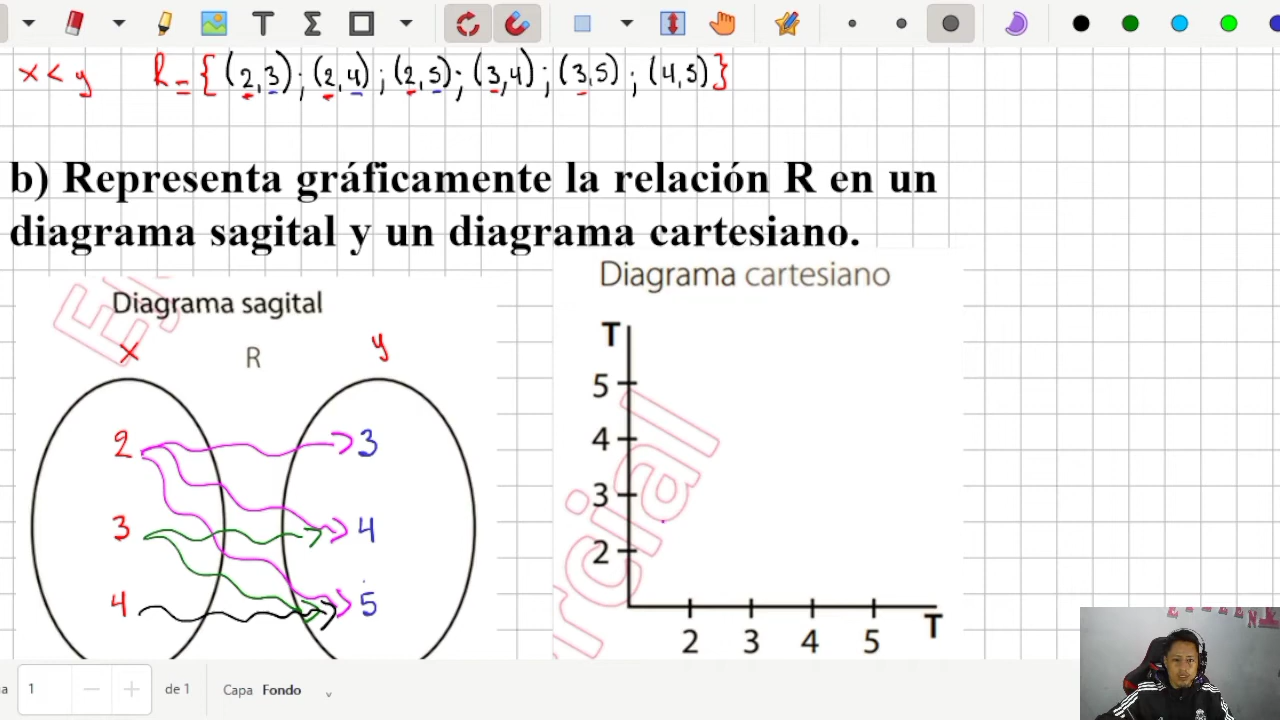 x < y R = { (2,3) ; (2,4) ; (2,5) ; (3,4) ; (3,5) ; (4,5) }
b) Representa gráficamente la relación R en un
diagrama sagital y un diagrama cartesiano.
Diagrama sagital
x R y
2 3
3 4
4 5
Diagrama cartesiano
T
5
4
3
2
2 3 4 5 T
rcial
a 1 de 1 Capa Fondo